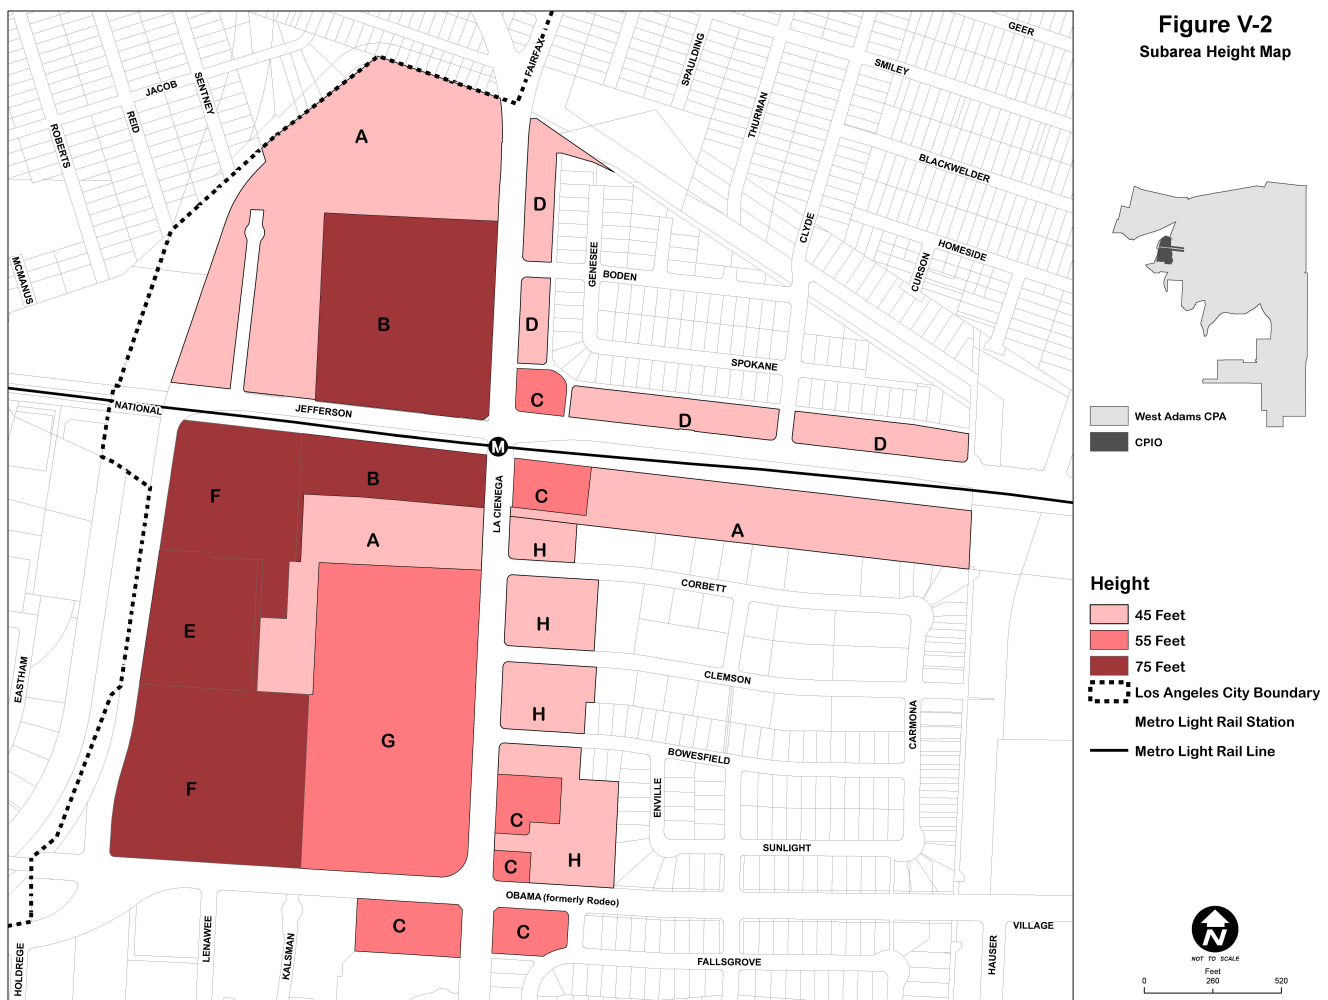 Figure V-2
Subarea Height Map
GEER
FAIRFAX
SPAULDING
SMILEY
JACOB
SENTNEY
REID
ROBERTS
THURMAN
BLACKWELDER
A
D
CLYDE
HOMESIDE
CURSON
GENESEE
BODEN
MCMANUS
B
D
SPOKANE
C
NATIONAL
JEFFERSON
D
D
M
West Adams CPA
CPIO
F
B
LA CIENEGA
C
A
A
H
CORBETT
Height
45 Feet
55 Feet
75 Feet
Los Angeles City Boundary
Metro Light Rail Station
Metro Light Rail Line
E
H
EASTHAM
CLEMSON
H
CARMONA
G
BOWESFIELD
F
ENVILLE
C
SUNLIGHT
H
C
OBAMA (formerly Rodeo)
C
C
VILLAGE
LENAWEE
KALSMAN
HOLDREGE
HAUSER
FALLSGROVE
N
NOT TO SCALE
Feet
0 260 520